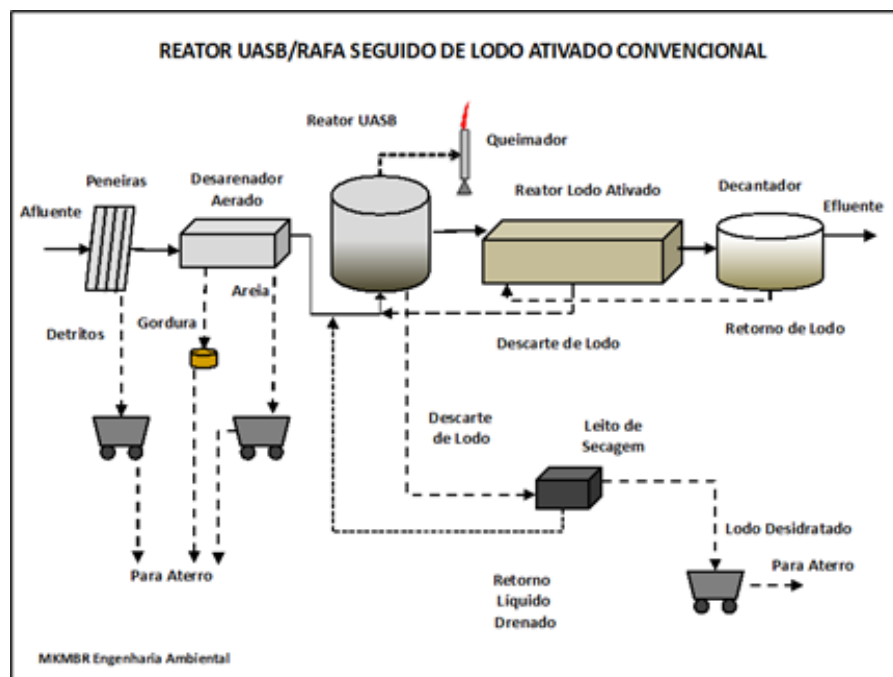 REATOR UASB/RAFA SEGUIDO DE LODO ATIVADO CONVENCIONAL
Reator UASB
Queimador
Peneiras
Desarenador
Aerado
Reator Lodo Ativado
Decantador
Afluente
Efluente
Areia
Detritos
Gordura
Descarte de Lodo
Retorno de Lodo
Descarte
de Lodo
Leito de
Secagem
Lodo Desidratado
Para Aterro
Para Aterro
Retorno
Líquido
Drenado
MKMBR Engenharia Ambiental